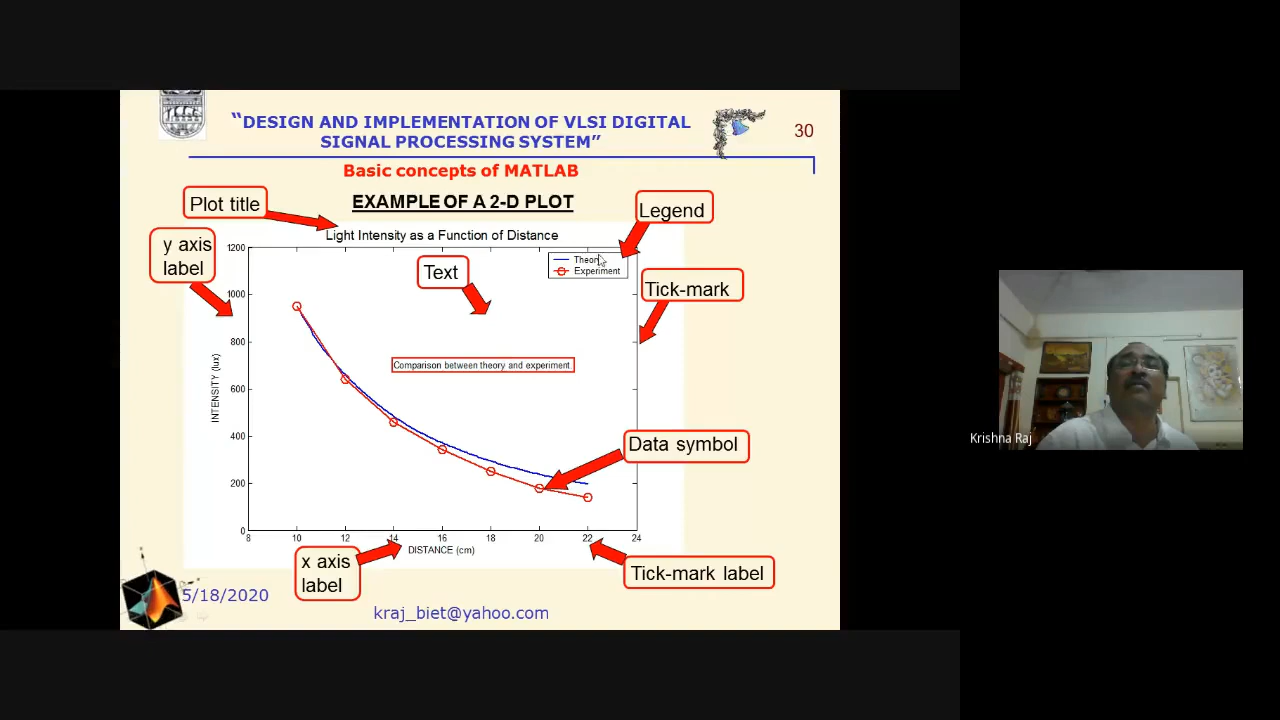 “DESIGN AND IMPLEMENTATION OF VLSI DIGITAL
SIGNAL PROCESSING SYSTEM”
30
Basic concepts of MATLAB
EXAMPLE OF A 2-D PLOT
Plot title
Legend
Light Intensity as a Function of Distance
y axis
label
Text
Theory
Experiment
Tick-mark
1200
1000
800
600
400
200
0
INTENSITY (lux)
Comparison between theory and experiment.
Data symbol
8 10 12 14 16 18 20 22 24
DISTANCE (cm)
x axis
label
Tick-mark label
5/18/2020
kraj_biet@yahoo.com
Krishna Raj